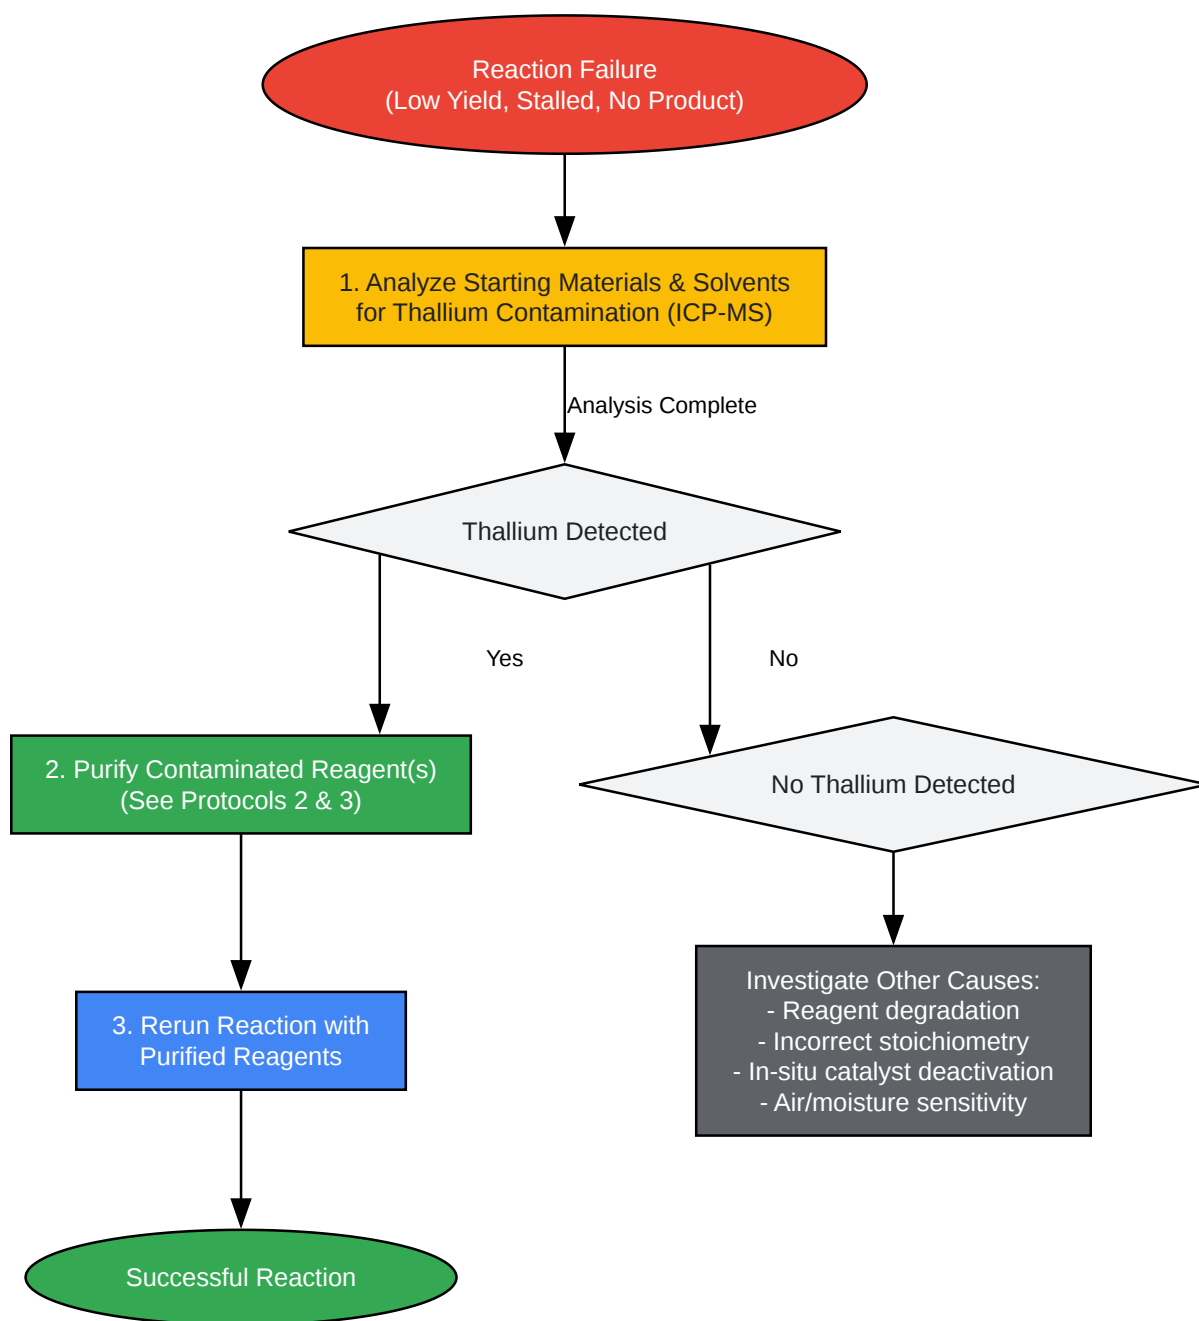 Reaction Failure
(Low Yield, Stalled, No Product)
1. Analyze Starting Materials & Solvents
for Thallium Contamination (ICP-MS)
Analysis Complete
Thallium Detected
Yes
No
2. Purify Contaminated Reagent(s)
(See Protocols 2 & 3)
No Thallium Detected
3. Rerun Reaction with
Purified Reagents
Investigate Other Causes:
- Reagent degradation
- Incorrect stoichiometry
- In-situ catalyst deactivation
- Air/moisture sensitivity
Successful Reaction